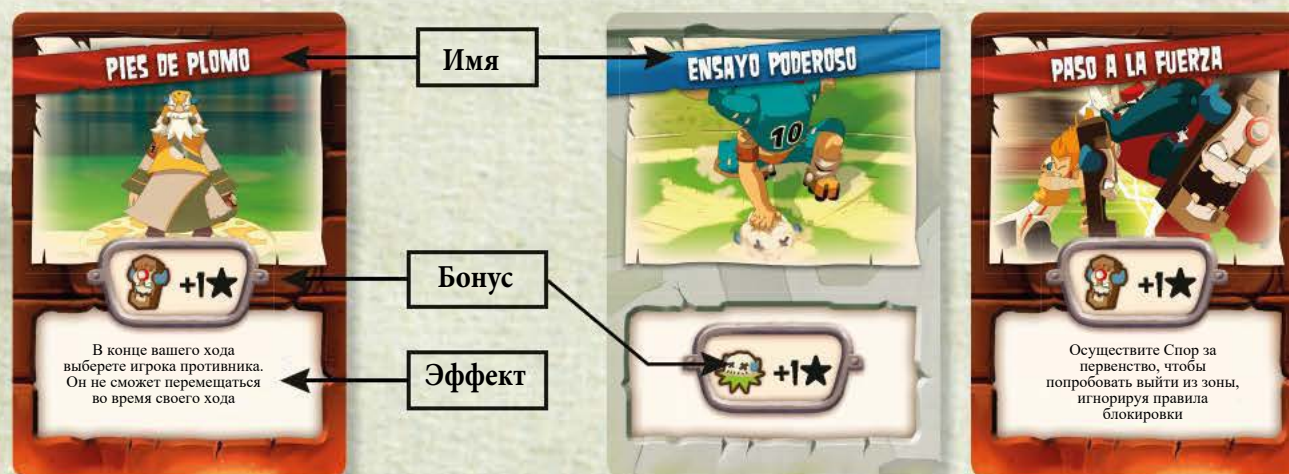 PIES DE PLOMO
Имя
ENSAYO PODEROSO
PASO A LA FUERZA
10
+1★
Бонус
+1★
+1★
В конце вашего хода
выберете игрока противника.
Он не сможет перемещаться
во время своего хода
Эффект
Осуществите Спор за
первенство, чтобы
попробовать выйти из зоны,
игнорируя правила
блокировки